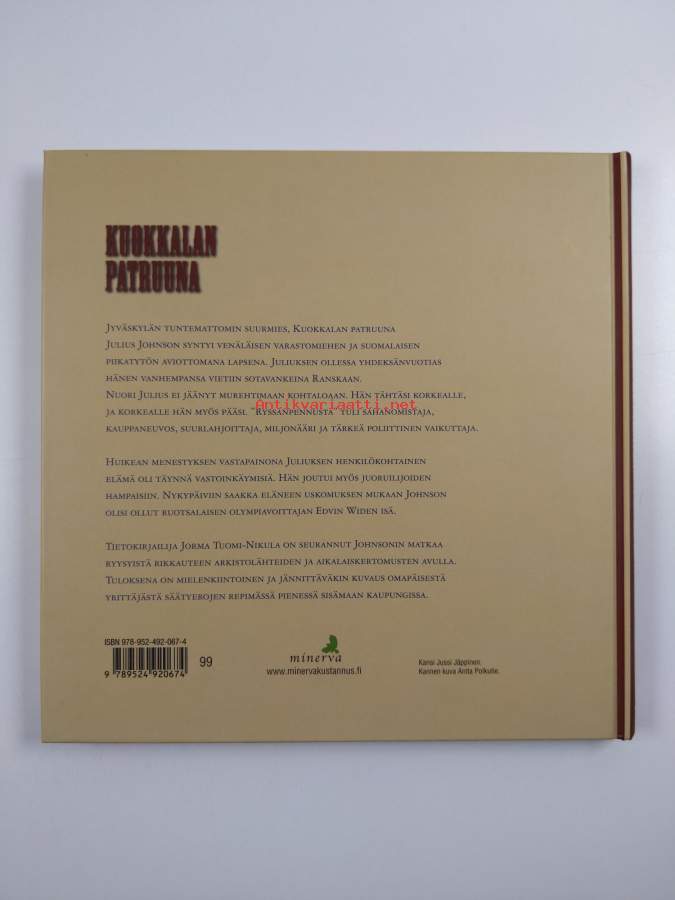 KUOKKALAN
PATRUUNA
Jyväskylän tuntemattomin suurmies, Kuokkalan patruuna
Julius Johnson syntyi venäläisen varastomiehen ja suomalaisen
piikatytön aviottomana lapsena. Juliuksen ollessa yhdeksänvuotias
hänen vanhempansa vietiin sotavankeina Ranskaan.
Nuori Julius ei jäänyt murehtimaan kohtaloaan. Hän tähtäsi korkealle,
ja korkealle hän myös pääsi. "Ryssänpennusta" tuli sahanomistaja,
Antikvariaatti.net
kauppaneuvos, suurlahjoittaja, miljonääri ja tärkeä poliittinen vaikuttaja.
Huikean menestyksen vastapainona Juliuksen henkilökohtainen
elämä oli täynnä vastoinkäymisiä. Hän joutui myös juoruilijoiden
hampaisiin. Nykypäiviin saakka eläneen uskomuksen mukaan Johnson
olisi ollut ruotsalaisen olympiavoittajan Edvin Widen isä.
Tietokirjailija Jorma Tuomi-Nikula on seurannut Johnsonin matkaa
ryysyistä rikkauteen arkistolähteiden ja aikalaiskertomusten avulla.
Tuloksena on mielenkiintoinen ja jännittäväkin kuvaus omapäisestä
yrittäjästä säätyerojen repimässä pienessä sisämaan kaupungissa.
ISBN 978-952-492-067-4
9 789524 920674
99
minerva
www.minervakustannus.fi
Kansi Jussi Jäppinen.
Kannen kuva Anita Polkutie.